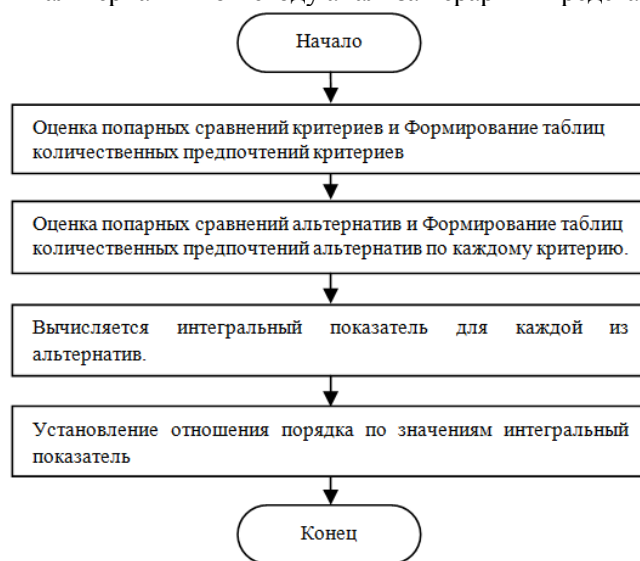 Начало
Оценка попарных сравнений критериев и Формирование таблиц
количественных предпочтений критериев
Оценка попарных сравнений альтернатив и Формирование таблиц
количественных предпочтений альтернатив по каждому критерию.
Вычисляется интегральный показатель для каждой из
альтернатив.
Установление отношения порядка по значениям интегральный
показатель
Конец